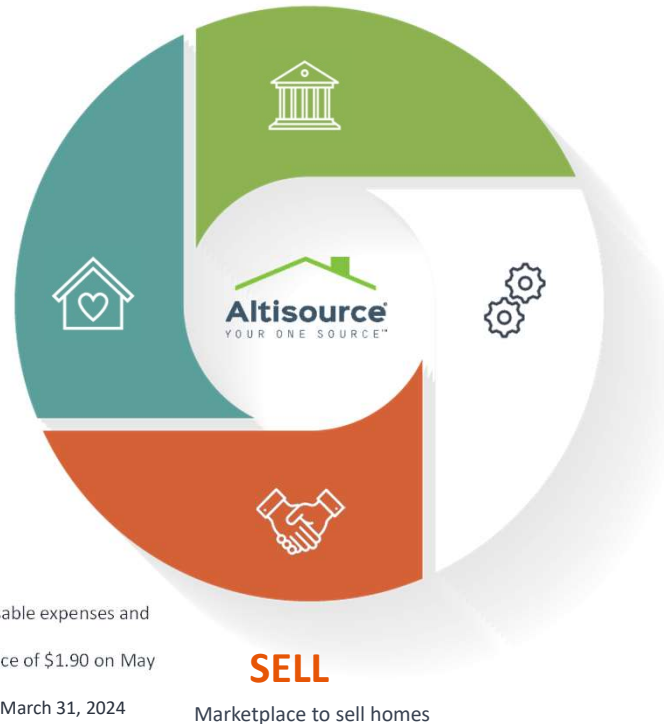 Altisource®
YOUR ONE SOURCE™
able expenses and
ce of $1.90 on May
March 31, 2024
SELL
Marketplace to sell homes